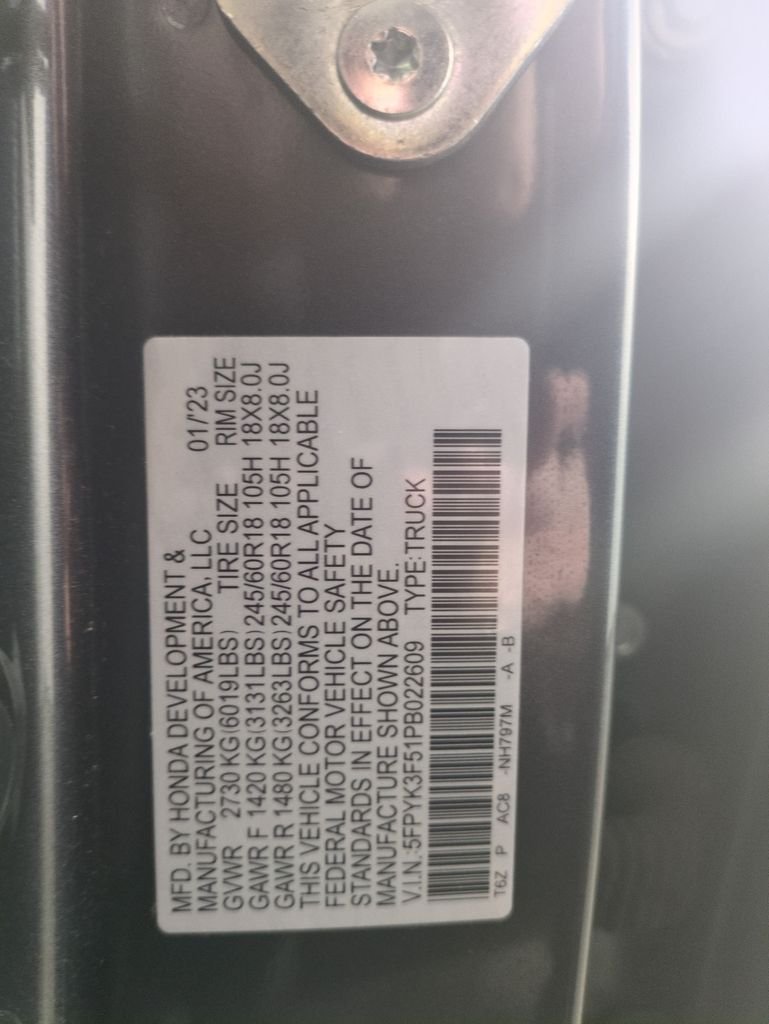 MFD. BY HONDA DEVELOPMENT &
MANUFACTURING OF AMERICA, LLC 01/'23
GVWR 2730 KG(6019LBS) TIRE SIZE RIM SIZE
GAWR F 1420 KG(3131LBS)245/60R18 105H 18X8.0J
GAWR R 1480 KG(3263LBS)245/60R18 105H 18X8.0J
THIS VEHICLE CONFORMS TO ALL APPLICABLE
FEDERAL MOTOR VEHICLE SAFETY
STANDARDS IN EFFECT ON THE DATE OF
MANUFACTURE SHOWN ABOVE.
V.I.N.:5FPYK3F51PB022609 TYPE:TRUCK
T6Z P AC8 -NH797M -A -B